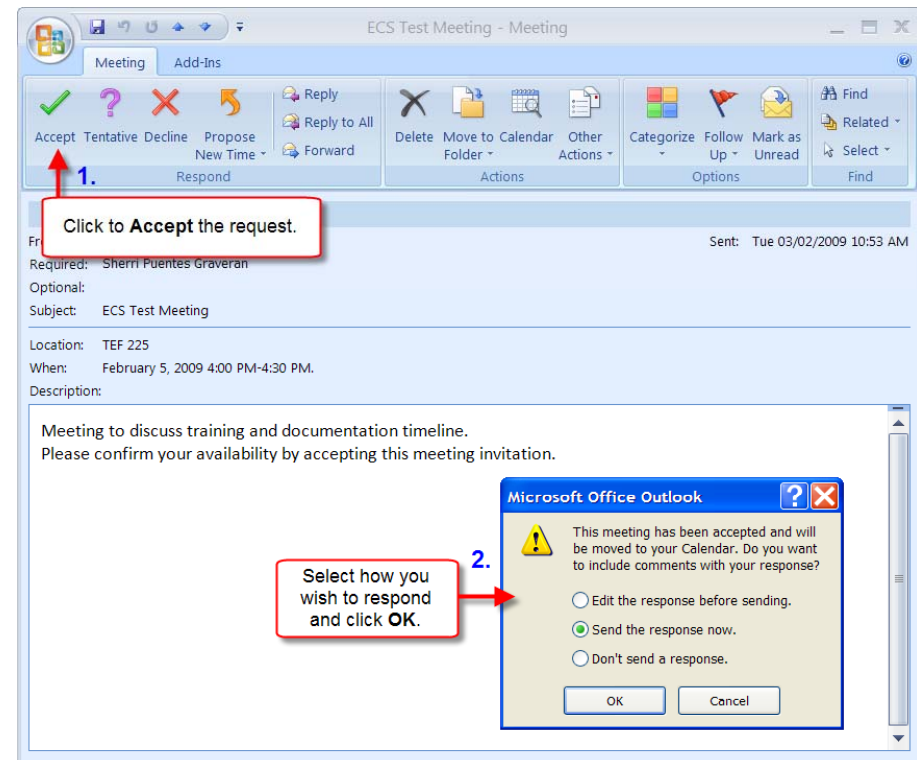 ECS Test Meeting - Meeting
Meeting Add-Ins
Accept Tentative Decline Propose New Time
Reply
Reply to All
Forward
Delete Move to Folder Calendar Other Actions
Categorize Follow Up Mark as Unread
Find
Related
Select
Respond Actions Options Find
1.
Click to Accept the request.
Sent: Tue 03/02/2009 10:53 AM
Required: Sherri Puentes Graveran
Optional:
Subject: ECS Test Meeting
Location: TEF 225
When: February 5, 2009 4:00 PM-4:30 PM.
Description:
Meeting to discuss training and documentation timeline.
Please confirm your availability by accepting this meeting invitation.
2.
Select how you
wish to respond
and click OK.
Microsoft Office Outlook
This meeting has been accepted and will
be moved to your Calendar. Do you want
to include comments with your response?
Edit the response before sending.
Send the response now.
Don't send a response.
OK Cancel